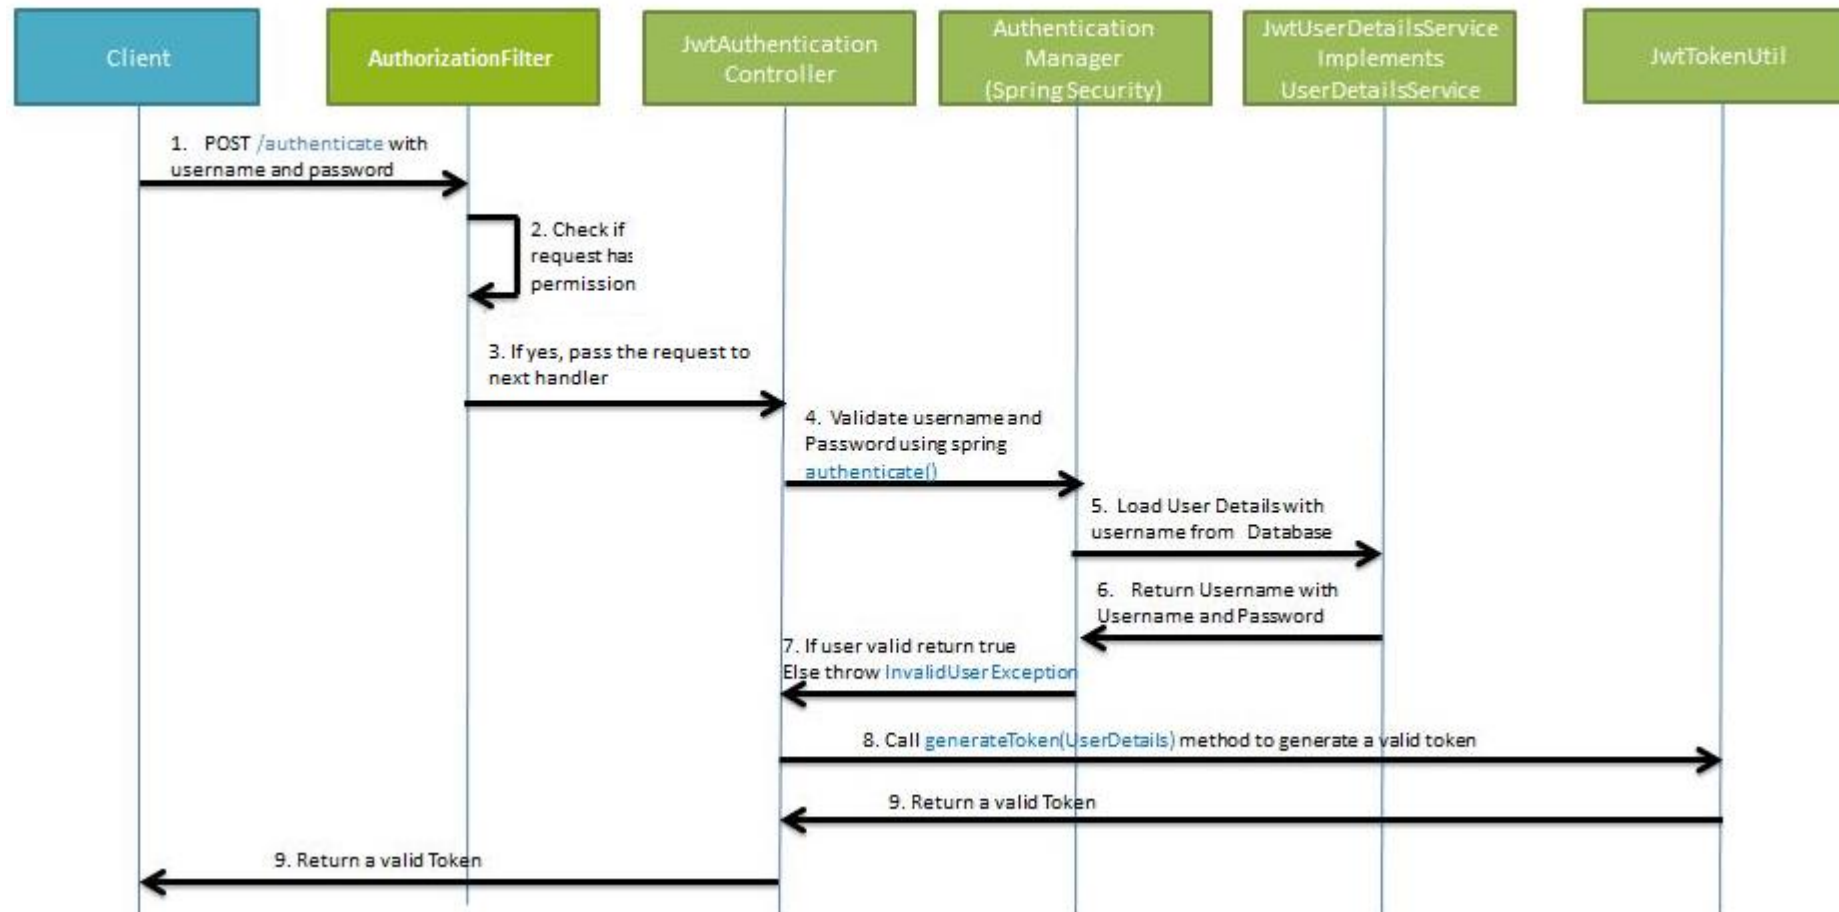 Client
AuthorizationFilter
JwtAuthentication
Controller
Authentication
Manager
(Spring Security)
JwtUserDetailsService
Implements
UserDetailsService
JwtTokenUtil
1. POST /authenticate with
username and password
2. Check if
request has
permission
3. If yes, pass the request to
next handler
4. Validate username and
Password using spring
authenticate()
5. Load User Details with
username from Database
6. Return Username with
Username and Password
7. If user valid return true
Else throw InvalidUserException
8. Call generateToken(UserDetails) method to generate a valid token
9. Return a valid Token
9. Return a valid Token